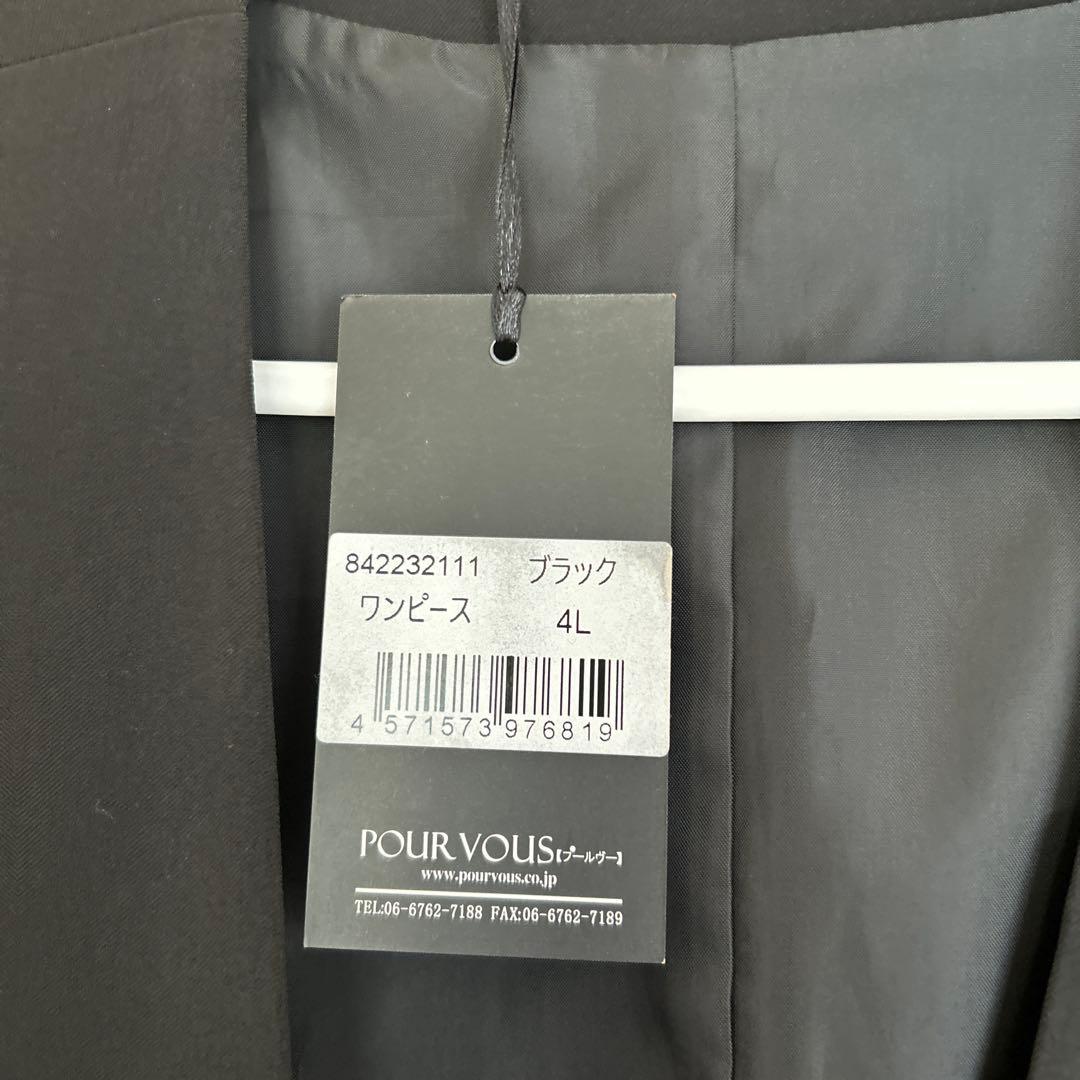 842232111 ブラック
ワンピース 4L
4 571573 976819
POUR VOUS【プールヴー】
www.pourvous.co.jp
TEL:06-6762-7188 FAX:06-6762-7189